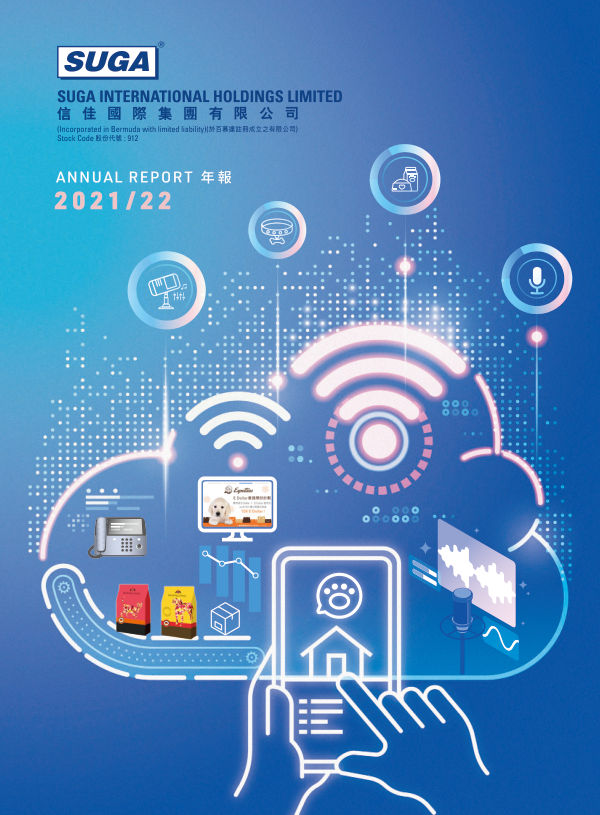 SUGA®
SUGA INTERNATIONAL HOLDINGS LIMITED
信佳國際集團有限公司
(Incorporated in Bermuda with limited liability)(於百慕達註冊成立之有限公司)
Stock Code 股份代號 : 912
ANNUAL REPORT 年報
2021/22